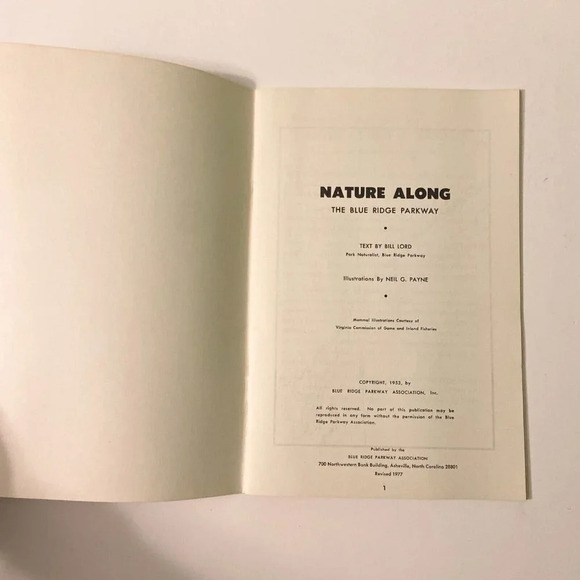 NATURE ALONG
THE BLUE RIDGE PARKWAY
TEXT BY BILL LORD
Park Naturalist, Blue Ridge Parkway
Illustrations By NEIL G. PAYNE
Mammal Illustrations Courtesy of
Virginia Commission of Game and Inland Fisheries
COPYRIGHT, 1953, by
BLUE RIDGE PARKWAY ASSOCIATION, Inc.
All rights reserved. No part of this publication may be
reproduced in any form without the permission of the Blue
Ridge Parkway Association.
Published by the
BLUE RIDGE PARKWAY ASSOCIATION
700 Northwestern Bank Building, Asheville, North Carolina 28801
Revised 1977
1